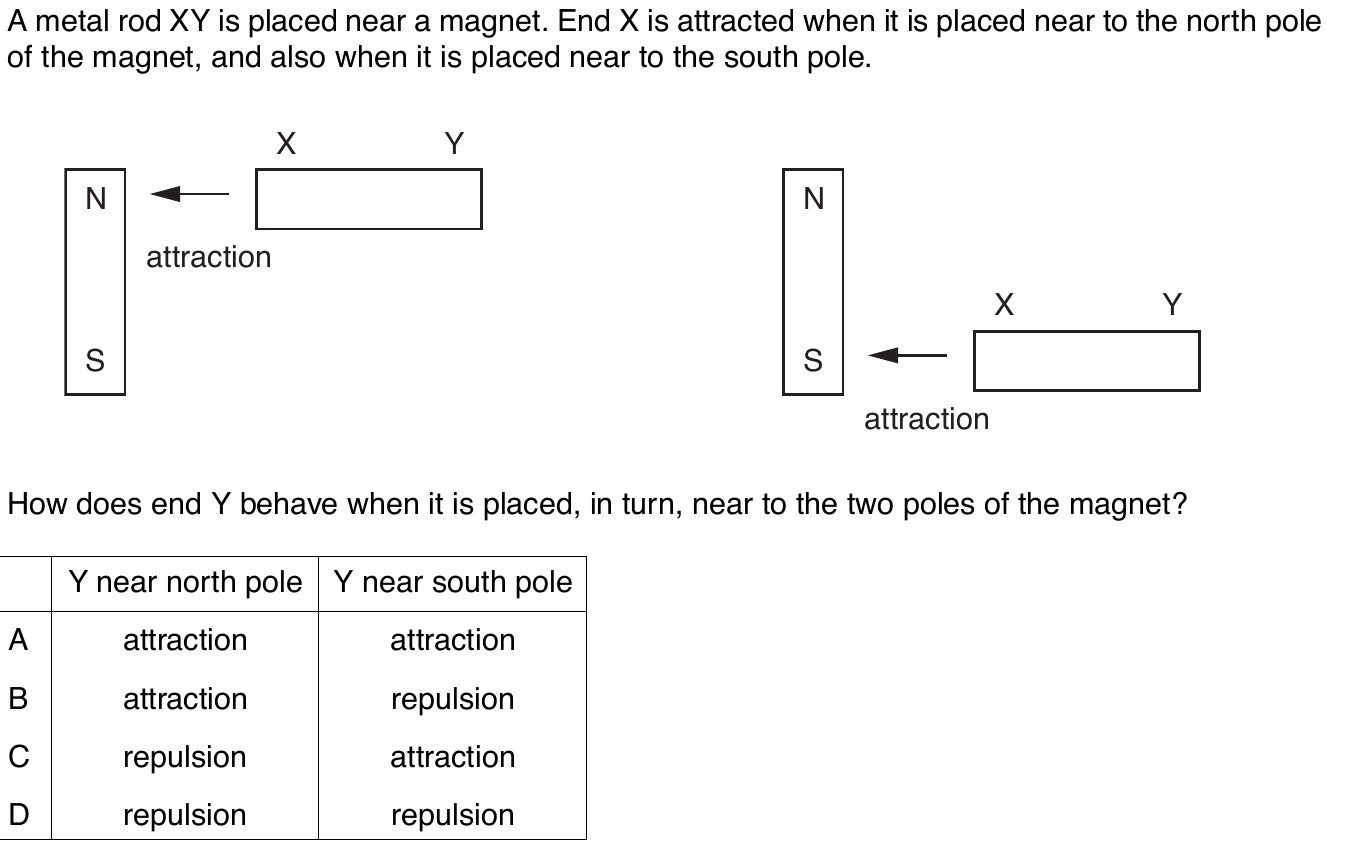 A metal rod XY is placed near a magnet. End X is attracted when it is placed near to the north pole
of the magnet, and also when it is placed near to the south pole.
X Y
N
attraction
S
N
X Y
S
attraction
How does end Y behave when it is placed, in turn, near to the two poles of the magnet?
Y near north pole Y near south pole
A attraction attraction
B attraction repulsion
C repulsion attraction
D repulsion repulsion